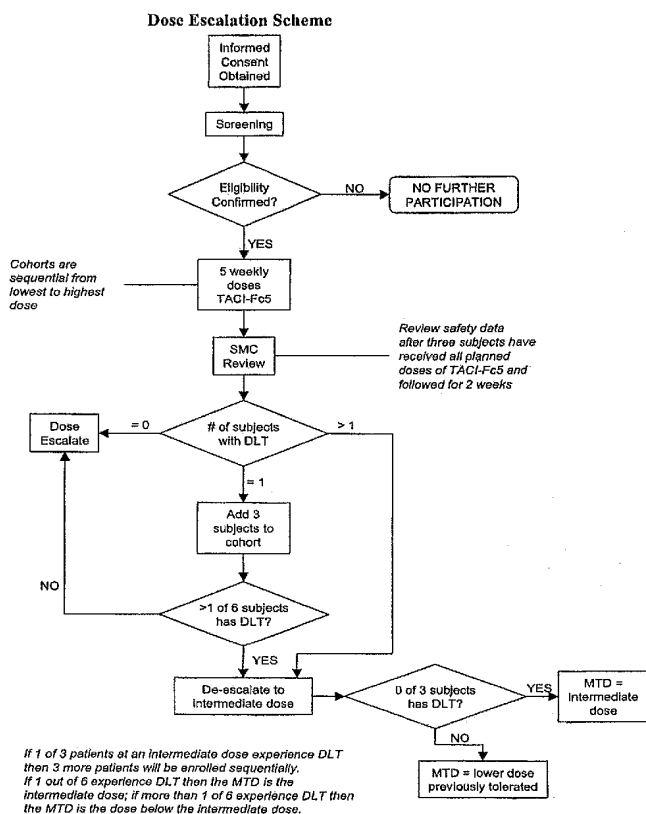 Dose Escalation Scheme
Informed
Consent
Obtained
Screening
Eligibility
Confirmed?
NO
NO FURTHER
PARTICIPATION
YES
Cohorts are
sequential from
lowest to highest
dose
5 weekly
doses
TACI-Fc5
SMC
Review
Review safety data
after three subjects have
received all planned
doses of TACI-Fc5 and
followed for 2 weeks
Dose
Escalate
= 0
# of subjects
with DLT
> 1
= 1
Add 3
subjects to
cohort
NO
>1 of 6 subjects
has DLT?
YES
De-escalate to
intermediate dose
0 of 3 subjects
has DLT?
YES
MTD =
Intermediate
dose
NO
MTD = lower dose
previously tolerated
If 1 of 3 patients at an intermediate dose experience DLT
then 3 more patients will be enrolled sequentially.
If 1 out of 6 experience DLT then the MTD is the
intermediate dose; if more than 1 of 6 experience DLT then
the MTD is the dose below the intermediate dose.